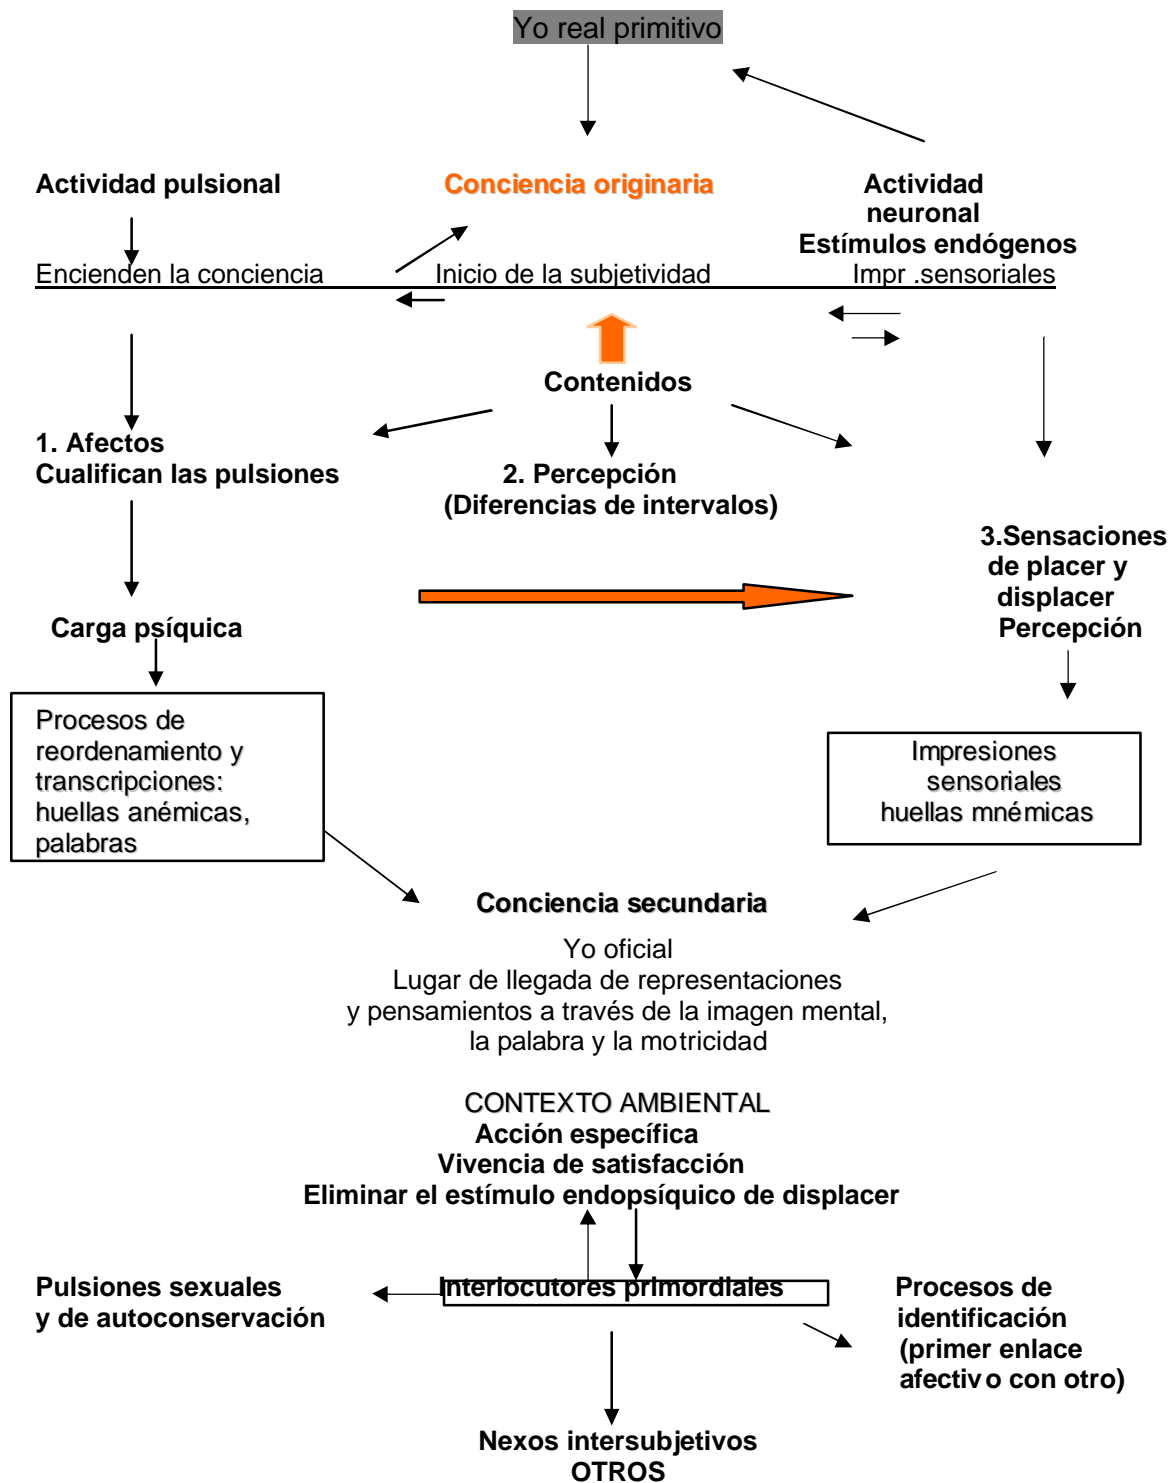 Yo real primitivo
Actividad pulsional
Conciencia originaria
Actividad
neuronal
Estímulos endógenos
Encienden la conciencia
Inicio de la subjetividad
Impr .sensoriales
Contenidos
1. Afectos
Cualifican las pulsiones
2. Percepción
(Diferencias de intervalos)
3.Sensaciones
de placer y
displacer
Percepción
Carga psíquica
Procesos de
reordenamiento y
transcripciones:
huellas anémicas,
palabras
Impresiones
sensoriales
huellas mnémicas
Conciencia secundaria
Yo oficial
Lugar de llegada de representaciones
y pensamientos a través de la imagen mental,
la palabra y la motricidad
CONTEXTO AMBIENTAL
Acción específica
Vivencia de satisfacción
Eliminar el estímulo endopsíquico de displacer
Pulsiones sexuales
y de autoconservación
Interlocutores primordiales
Procesos de
identificación
(primer enlace
afectivo con otro)
Nexos intersubjetivos
OTROS